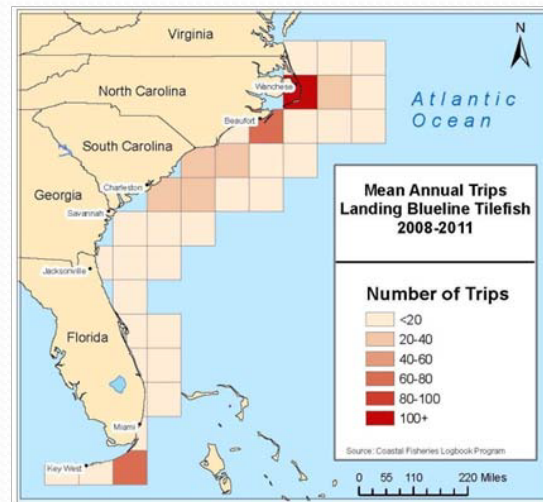 Virginia
N
Wanchese
North Carolina
Atlantic
Ocean
Beaufort
South Carolina
Charleston
Georgia
Savannah
Jacksonville
Florida
Miami
Key West
Mean Annual Trips
Landing Blueline Tilefish
2008-2011
Number of Trips
<20
20-40
40-60
60-80
80-100
100+
Source: Coastal Fisheries Logbook Program
0 55 110 220 Miles